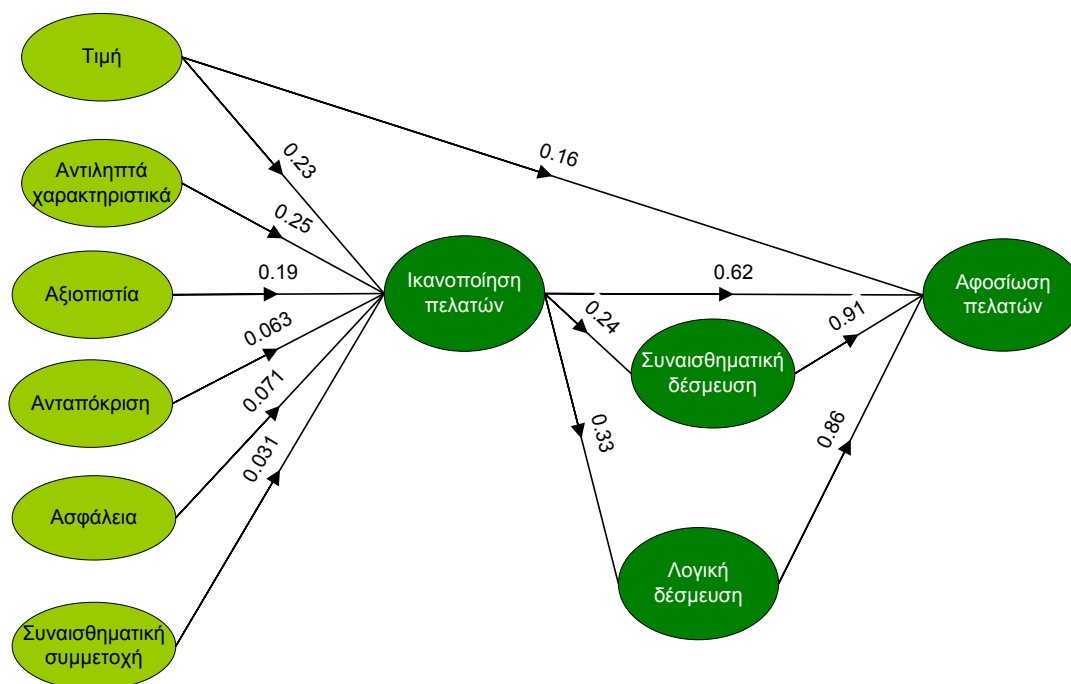 Τιμή
0.23
0.16
Αντιληπτά
χαρακτηριστικά
0.25
Αξιοπιστία
0.19
Ικανοποίηση
πελατών
0.62
Αφοσίωση
πελατών
0.063
0.24
0.91
Συναισθηματική
δέσμευση
Ανταπόκριση
0.071
0.33
0.86
0.031
Ασφάλεια
Λογική
δέσμευση
Συναισθηματική
συμμετοχή